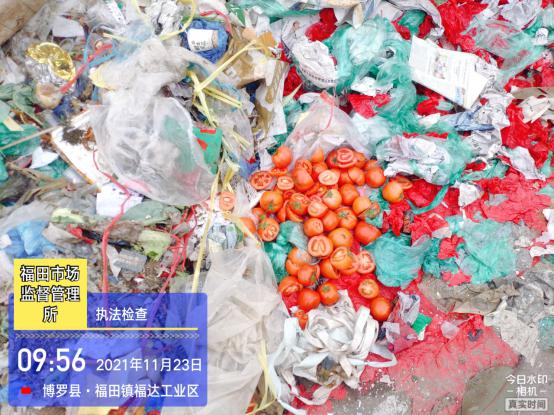 福田市场
监督管理
所
执法检查
09:56 2021年11月23日
博罗县·福田镇福达工业区
今日水印
相机
真实时间